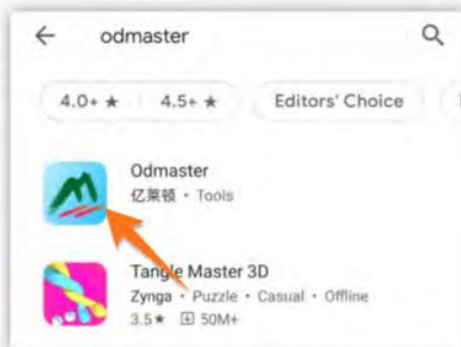 odmaster
4.0+ ★ 4.5+ ★ Editors' Choice
Odmaster
亿莱顿 · Tools
Tangle Master 3D
Zynga · Puzzle · Casual · Offline
3.5★ 50M+